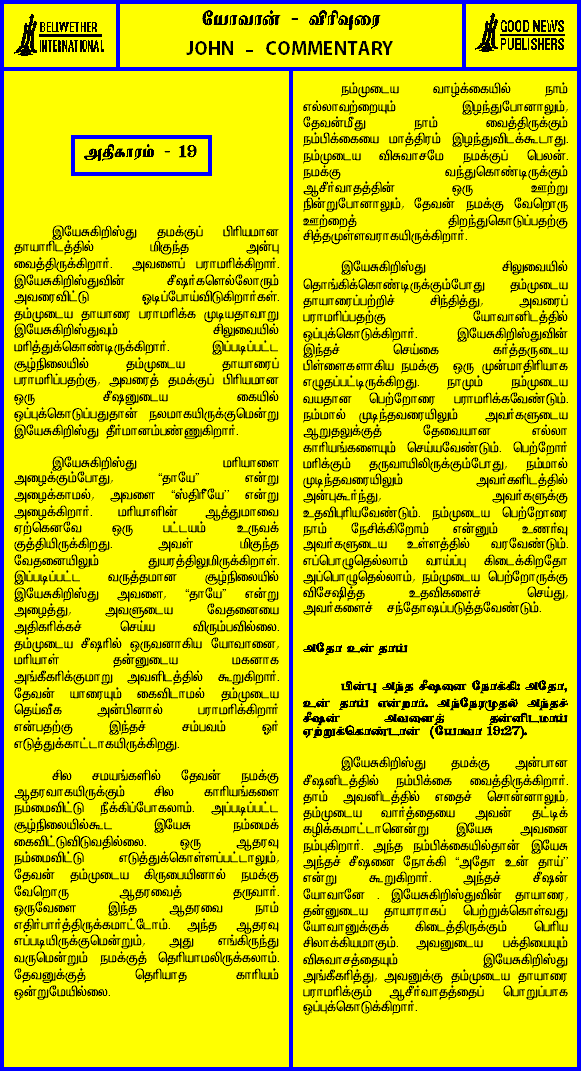 BELLWETHER
INTERNATIONAL
யோவான் - விரிவுரை
JOHN - COMMENTARY
GOOD NEWS
PUBLISHERS
அதிகாரம் - 19
இயேசுகிறிஸ்து தமக்குப் பிரியமான
தாயாரிடத்தில் மிகுந்த அன்பு
வைத்திருக்கிறார். அவளைப் பராமரிக்கிறார்.
இயேசுகிறிஸ்துவின் சீஷர்களெல்லோரும்
அவரைவிட்டு ஓடிப்போய்விடுகிறார்கள்.
தம்முடைய தாயாரை பராமரிக்க முடியதாவாறு
இயேசுகிறிஸ்துவும் சிலுவையில்
மரித்துக்கொண்டிருக்கிறார். இப்படிப்பட்ட
சூழ்நிலையில் தம்முடைய தாயாரைப்
பராமரிப்பதற்கு, அவரைத் தமக்குப் பிரியமான
ஒரு சீஷனுடைய கையில்
ஒப்புக்கொடுப்பதுதான் நலமாகயிருக்குமென்று
இயேசுகிறிஸ்து தீர்மானம்பண்ணுகிறார்.
இயேசுகிறிஸ்து மரியாளை
அழைக்கும்போது, "தாயே" என்று
அழைக்காமல், அவளை "ஸ்திரீயே" என்று
அழைக்கிறார். மரியாளின் ஆத்துமாவை
ஏற்கெனவே ஒரு பட்டயம் உருவக்
குத்தியிருக்கிறது. அவள் மிகுந்த
வேதனையிலும் துயரத்திலுமிருக்கிறாள்.
இப்படிப்பட்ட வருத்தமான சூழ்நிலையில்
இயேசுகிறிஸ்து அவளை, "தாயே" என்று
அழைத்து, அவளுடைய வேதனையை
அதிகரிக்கச் செய்ய விரும்பவில்லை.
தம்முடைய சீஷரில் ஒருவனாகிய யோவானை,
மரியாள் தன்னுடைய மகனாக
அங்கீகரிக்குமாறு அவளிடத்தில் கூறுகிறார்.
தேவன் யாரையும் கைவிடாமல் தம்முடைய
தெய்வீக அன்பினால் பராமரிக்கிறார்
என்பதற்கு இந்தச் சம்பவம் ஓர்
எடுத்துக்காட்டாகயிருக்கிறது.
சில சமயங்களில் தேவன் நமக்கு
ஆதரவாகயிருக்கும் சில காரியங்களை
நம்மைவிட்டு நீக்கிப்போகலாம். அப்படிப்பட்ட
சூழ்நிலையில்கூட இயேசு நம்மைக்
கைவிட்டுவிடுவதில்லை. ஒரு ஆதரவு
நம்மைவிட்டு எடுத்துக்கொள்ளப்பட்டாலும்,
தேவன் தம்முடைய கிருபையினால் நமக்கு
வேறொரு ஆதரவைத் தருவார்.
ஒருவேளை இந்த ஆதரவை நாம்
எதிர்பார்த்திருக்கமாட்டோம். அந்த ஆதரவு
எப்படியிருக்குமென்றும், அது எங்கிருந்து
வருமென்றும் நமக்குத் தெரியாமலிருக்கலாம்.
தேவனுக்குத் தெரியாத காரியம்
ஒன்றுமேயில்லை.
நம்முடைய வாழ்க்கையில் நாம்
எல்லாவற்றையும் இழந்துபோனாலும்,
தேவன்மீது நாம் வைத்திருக்கும்
நம்பிக்கையை மாத்திரம் இழந்துவிடக்கூடாது.
நம்முடைய விசுவாசமே நமக்குப் பெலன்.
நமக்கு வந்துகொண்டிருக்கும்
ஆசீர்வாதத்தின் ஒரு ஊற்று
நின்றுபோனாலும், தேவன் நமக்கு வேறொரு
ஊற்றைத் திறந்துகொடுப்பதற்கு
சித்தமுள்ளவராகயிருக்கிறார்.
இயேசுகிறிஸ்து சிலுவையில்
தொங்கிக்கொண்டிருக்கும்போது தம்முடைய
தாயாரைப்பற்றிச் சிந்தித்து, அவரைப்
பராமரிப்பதற்கு யோவானிடத்தில்
ஒப்புக்கொடுக்கிறார். இயேசுகிறிஸ்துவின்
இந்தச் செய்கை கர்த்தருடைய
பிள்ளைகளாகிய நமக்கு ஒரு முன்மாதிரியாக
எழுதப்பட்டிருக்கிறது. நாமும் நம்முடைய
வயதான பெற்றோரை பராமரிக்கவேண்டும்.
நம்மால் முடிந்தவரையிலும் அவர்களுடைய
ஆறுதலுக்குத் தேவையான எல்லா
காரியங்களையும் செய்யவேண்டும். பெற்றோர்
மரிக்கும் தருவாயிலிருக்கும்போது, நம்மால்
முடிந்தவரையிலும் அவர்களிடத்தில்
அன்புகூர்ந்து, அவர்களுக்கு
உதவிபுரியவேண்டும். நம்முடைய பெற்றோரை
நாம் நேசிக்கிறோம் என்னும் உணர்வு
அவர்களுடைய உள்ளத்தில் வரவேண்டும்.
எப்பொழுதெல்லாம் வாய்ப்பு கிடைக்கிறதோ
அப்பொழுதெல்லாம், நம்முடைய பெற்றோருக்கு
விசேஷித்த உதவிகளைச் செய்து,
அவர்களைச் சந்தோஷப்படுத்தவேண்டும்.
அதோ உன் தாய்
பின்பு அந்த சீஷனை நோக்கி: அதோ,
உன் தாய் என்றார். அந்நேரமுதல் அந்தச்
சீஷன் அவளைத் தன்னிடமாய்
ஏற்றுக்கொண்டான் (யோவா 19:27).
இயேசுகிறிஸ்து தமக்கு அன்பான
சீஷனிடத்தில் நம்பிக்கை வைத்திருக்கிறார்.
தாம் அவனிடத்தில் எதைச் சொன்னாலும்,
தம்முடைய வார்த்தையை அவன் தட்டிக்
கழிக்கமாட்டானென்று இயேசு அவனை
நம்புகிறார். அந்த நம்பிக்கையில்தான் இயேசு
அந்தச் சீஷனை நோக்கி "அதோ உன் தாய்"
என்று கூறுகிறார். அந்தச் சீஷன்
யோவானே . இயேசுகிறிஸ்துவின் தாயாரை,
தன்னுடைய தாயாராகப் பெற்றுக்கொள்வது
யோவானுக்குக் கிடைத்திருக்கும் பெரிய
சிலாக்கியமாகும். அவனுடைய பக்தியையும்
விசுவாசத்தையும் இயேசுகிறிஸ்து
அங்கீகரித்து, அவனுக்கு தம்முடைய தாயாரை
பராமரிக்கும் ஆசீர்வாதத்தைப் பொறுப்பாக
ஒப்புக்கொடுக்கிறார்.